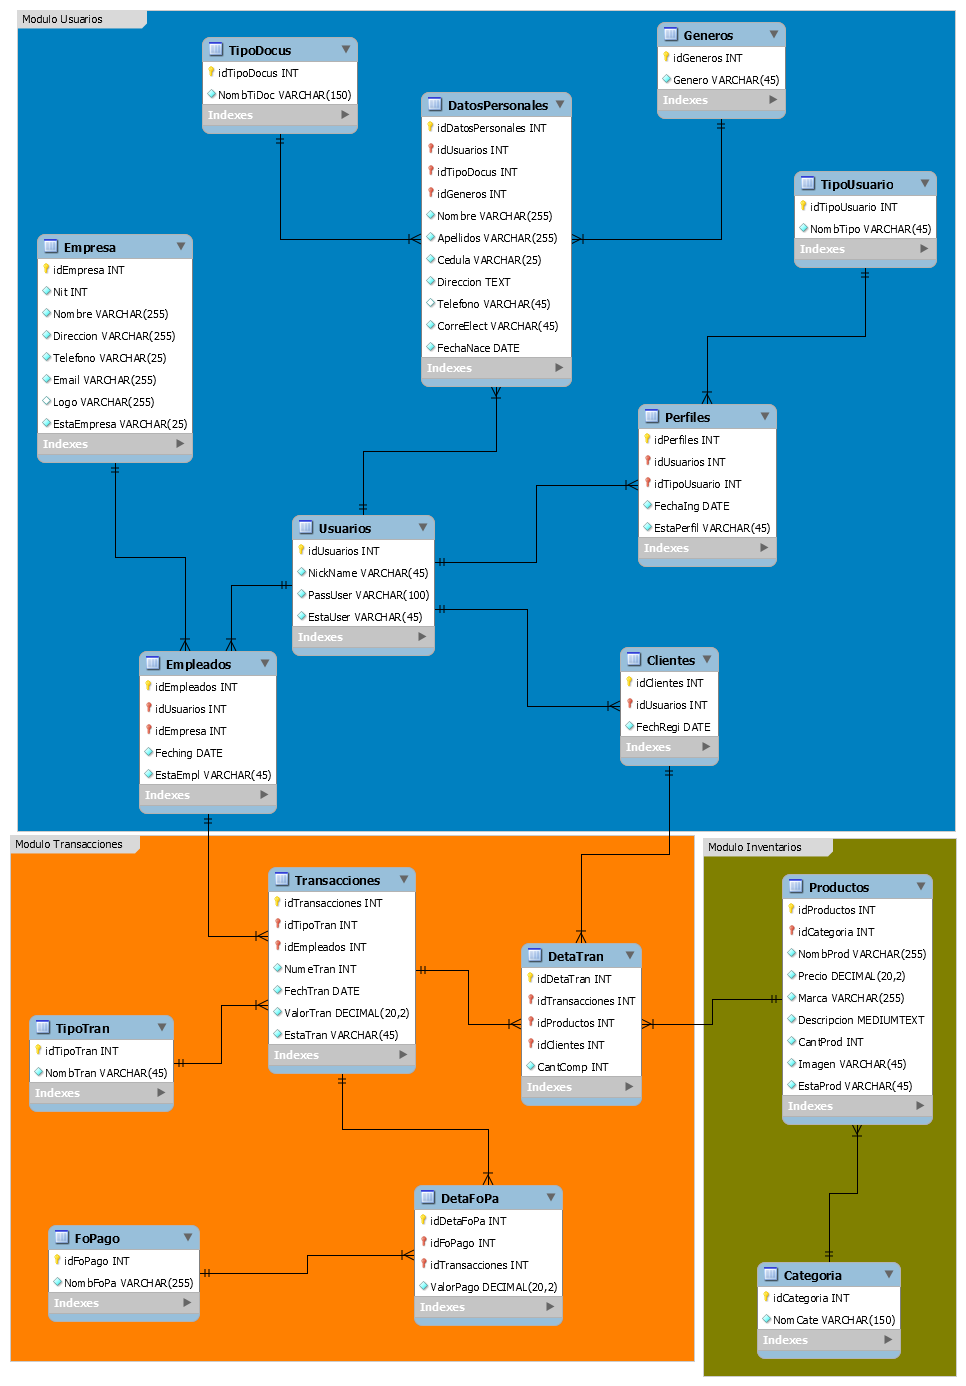 Modulo Usuarios
TipoDocus
idTipoDocus INT
NombTiDoc VARCHAR(150)
Indexes
Generos
idGeneros INT
Genero VARCHAR(45)
Indexes
DatosPersonales
idDatosPersonales INT
idUsuarios INT
idTipoDocus INT
idGeneros INT
Nombre VARCHAR(255)
Apellidos VARCHAR(255)
Cedula VARCHAR(25)
Direccion TEXT
Telefono VARCHAR(45)
CorreElect VARCHAR(45)
FechaNace DATE
Indexes
TipoUsuario
idTipoUsuario INT
NombTipo VARCHAR(45)
Indexes
Empresa
idEmpresa INT
Nit INT
Nombre VARCHAR(255)
Direccion VARCHAR(255)
Telefono VARCHAR(25)
Email VARCHAR(255)
Logo VARCHAR(255)
EstaEmpresa VARCHAR(25)
Indexes
Perfiles
idPerfiles INT
idUsuarios INT
idTipoUsuario INT
FechaIng DATE
EstaPerfil VARCHAR(45)
Indexes
Usuarios
idUsuarios INT
NickName VARCHAR(45)
PassUser VARCHAR(100)
EstaUser VARCHAR(45)
Indexes
Empleados
idEmpleados INT
idUsuarios INT
idEmpresa INT
FechIng DATE
EstaEmpl VARCHAR(45)
Indexes
Clientes
idClientes INT
idUsuarios INT
FechRegi DATE
Indexes
Modulo Transacciones
Transacciones
idTransacciones INT
idTipoTran INT
idEmpleados INT
NumeTran INT
FechTran DATE
ValorTran DECIMAL(20,2)
EstaTran VARCHAR(45)
Indexes
DetaTran
idDetaTran INT
idTransacciones INT
idProductos INT
idClientes INT
CantComp INT
Indexes
TipoTran
idTipoTran INT
NombTran VARCHAR(45)
Indexes
DetaFoPa
idDetaFoPa INT
idFoPago INT
idTransacciones INT
ValorPago DECIMAL(20,2)
Indexes
FoPago
idFoPago INT
NombFoPa VARCHAR(255)
Indexes
Modulo Inventarios
Productos
idProductos INT
idCategoria INT
NombProd VARCHAR(255)
Precio DECIMAL(20,2)
Marca VARCHAR(255)
Descripcion MEDIUMTEXT
CantProd INT
Imagen VARCHAR(45)
EstaProd VARCHAR(45)
Indexes
Categoria
idCategoria INT
NomCate VARCHAR(150)
Indexes